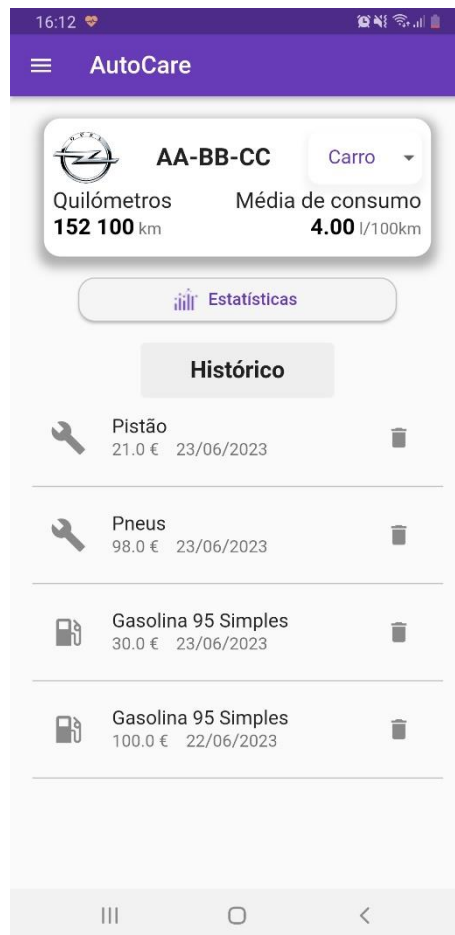 16:12
AutoCare
OPEL
AA-BB-CC
Carro
Quilómetros Média de consumo
152 100 km 4.00 l/100km
Estatísticas
Histórico
Pistão
21.0 € 23/06/2023
Pneus
98.0 € 23/06/2023
Gasolina 95 Simples
30.0 € 23/06/2023
Gasolina 95 Simples
100.0 € 22/06/2023